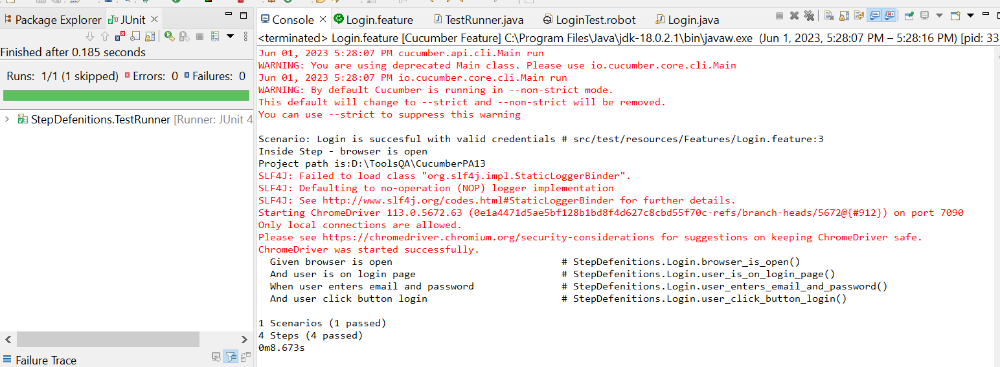 Package Explorer JUnit
Finished after 0.185 seconds
Runs: 1/1 (1 skipped) Errors: 0 Failures: 0
StepDefenitions.TestRunner [Runner: JUnit 4
Failure Trace
Console Login.feature TestRunner.java LoginTest.robot Login.java
<terminated> Login.feature [Cucumber Feature] C:\Program Files\Java\jdk-18.0.2.1\bin\javaw.exe (Jun 1, 2023, 5:28:07 PM – 5:28:16 PM) [pid: 33
Jun 01, 2023 5:28:07 PM cucumber.api.cli.Main run
WARNING: You are using deprecated Main class. Please use io.cucumber.core.cli.Main
Jun 01, 2023 5:28:07 PM io.cucumber.core.cli.Main run
WARNING: By default Cucumber is running in --non-strict mode.
This default will change to --strict and --non-strict will be removed.
You can use --strict to suppress this warning
Scenario: Login is succesful with valid credentials # src/test/resources/Features/Login.feature:3
Inside Step - browser is open
Project path is:D:\ToolsQA\CucumberPA13
SLF4J: Failed to load class "org.slf4j.impl.StaticLoggerBinder".
SLF4J: Defaulting to no-operation (NOP) logger implementation
SLF4J: See http://www.slf4j.org/codes.html#StaticLoggerBinder for further details.
Starting ChromeDriver 113.0.5672.63 (0e1a4471d5ae5bf128b1bd8f4d627c8cbd55f70c-refs/branch-heads/5672@{#912}) on port 7090
Only local connections are allowed.
Please see https://chromedriver.chromium.org/security-considerations for suggestions on keeping ChromeDriver safe.
ChromeDriver was started successfully.
Given browser is open # StepDefenitions.Login.browser_is_open()
And user is on login page # StepDefenitions.Login.user_is_on_login_page()
When user enters email and password # StepDefenitions.Login.user_enters_email_and_password()
And user click button login # StepDefenitions.Login.user_click_button_login()
1 Scenarios (1 passed)
4 Steps (4 passed)
0m8.673s